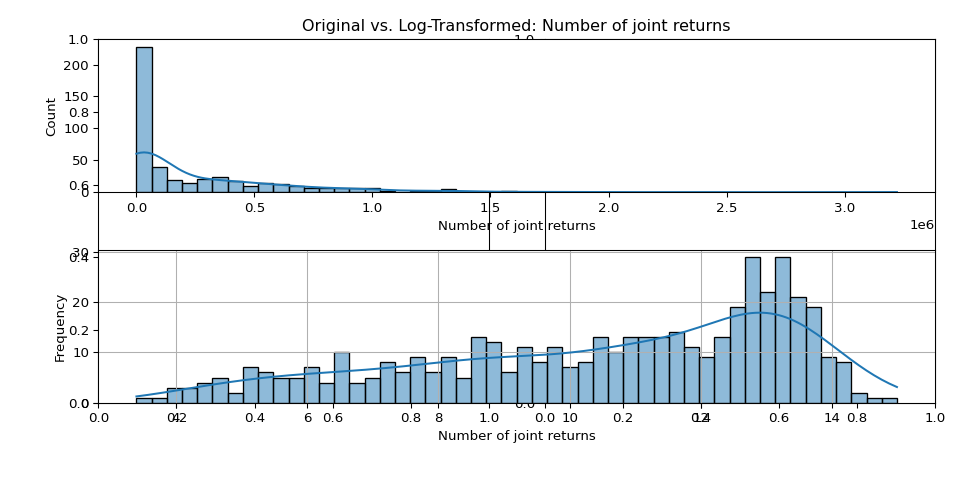 Original vs. Log-Transformed: Number of joint returns
1.0
1.0
200
150
0.8
100
50
0.6
0
Count
0.0 0.5 1.0 1.5 2.0 2.5 3.0
Number of joint returns
1e6
30
0.4
20
0.2
10
0.0
Frequency
0.0
0.0 0.2 4 0.4 6 0.6 0.8 8 1.0 0.0 10 0.2 12 0.4 0.6 14 0.8 1.0
Number of joint returns